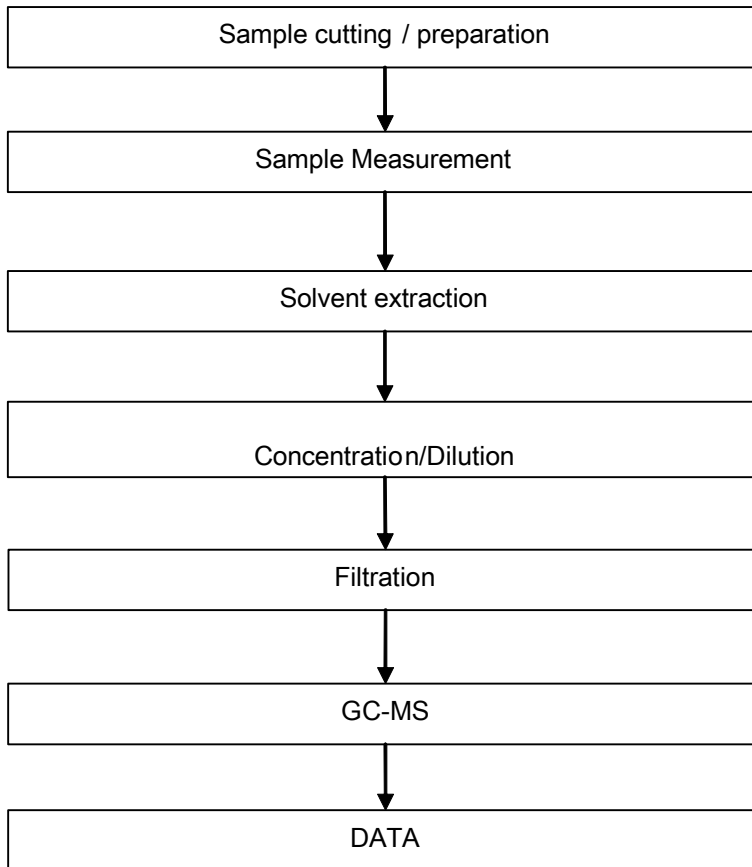 Sample cutting / preparation
Sample Measurement
Solvent extraction
Concentration/Dilution
Filtration
GC-MS
DATA